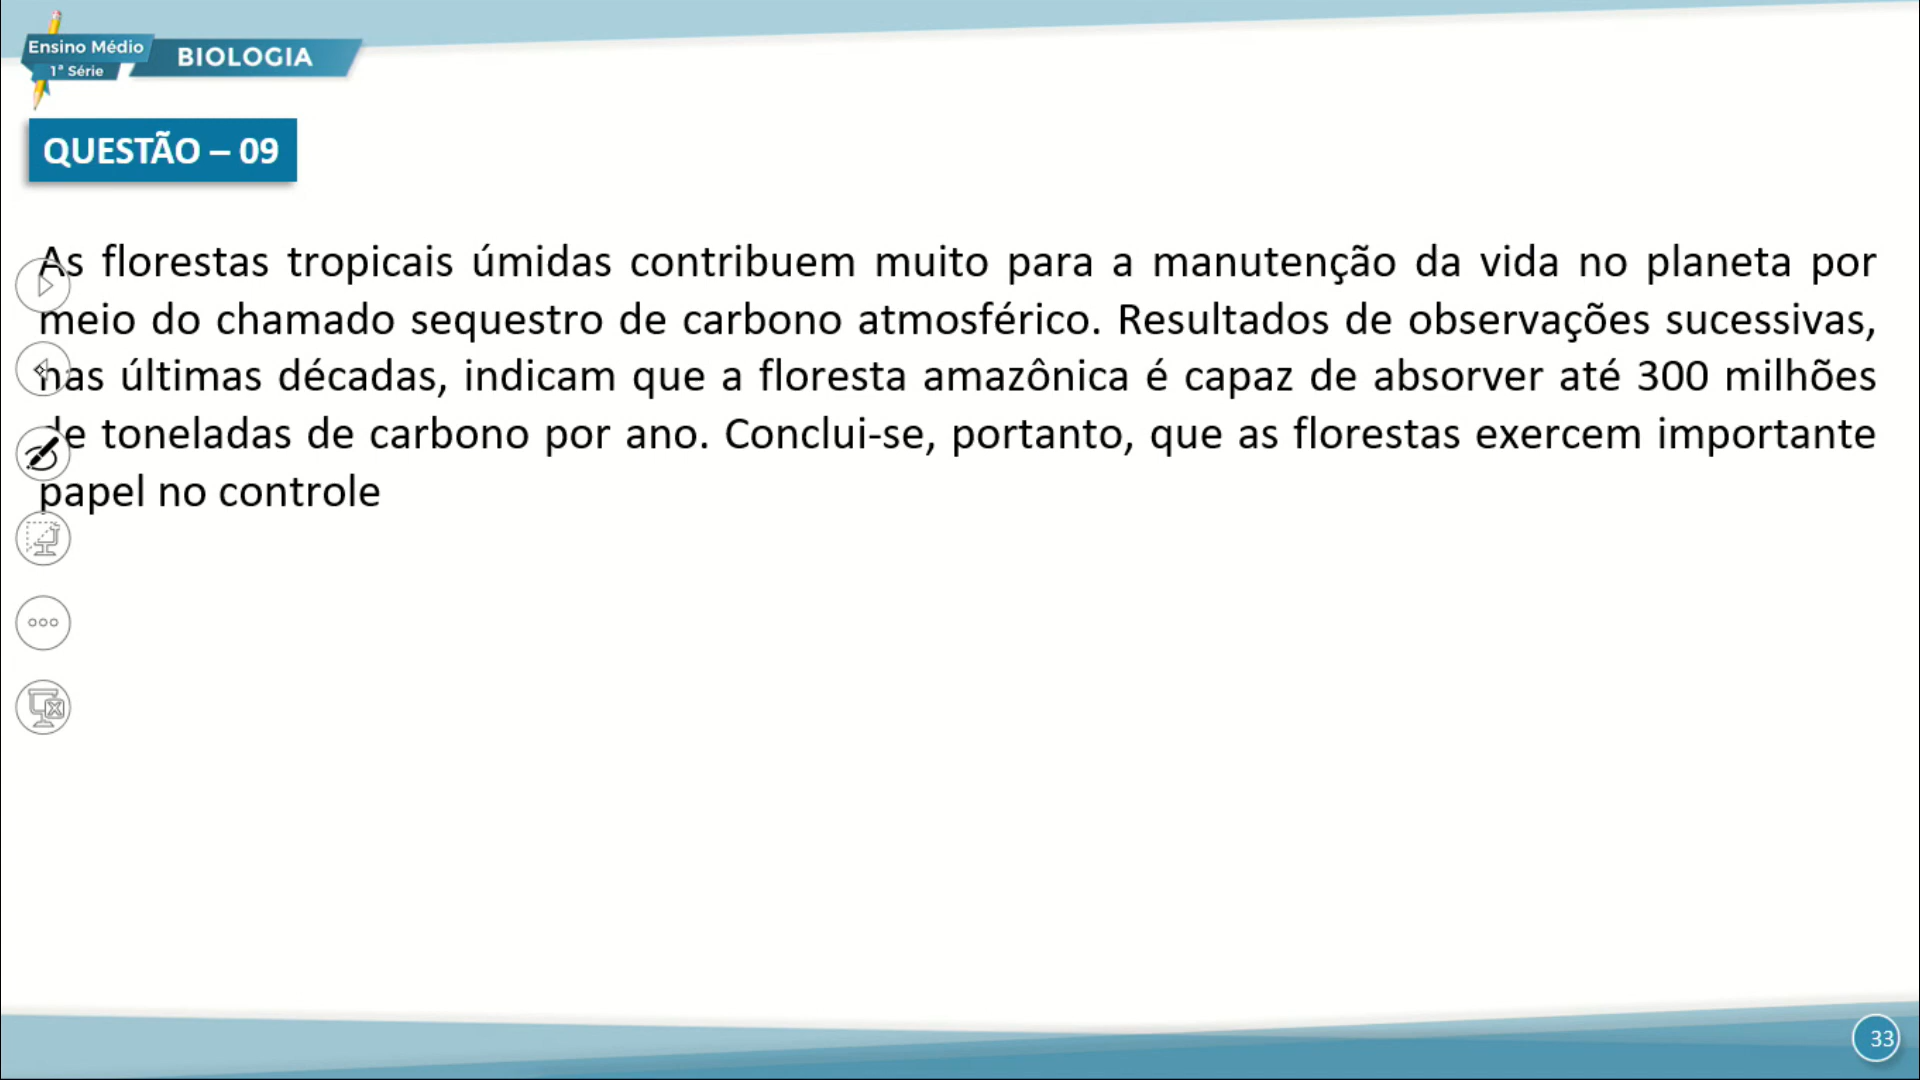 Ensino Médio
1ª Série
BIOLOGIA
QUESTÃO – 09
As florestas tropicais úmidas contribuem muito para a manutenção da vida no planeta por
meio do chamado sequestro de carbono atmosférico. Resultados de observações sucessivas,
nas últimas décadas, indicam que a floresta amazônica é capaz de absorver até 300 milhões
de toneladas de carbono por ano. Conclui-se, portanto, que as florestas exercem importante
papel no controle
33